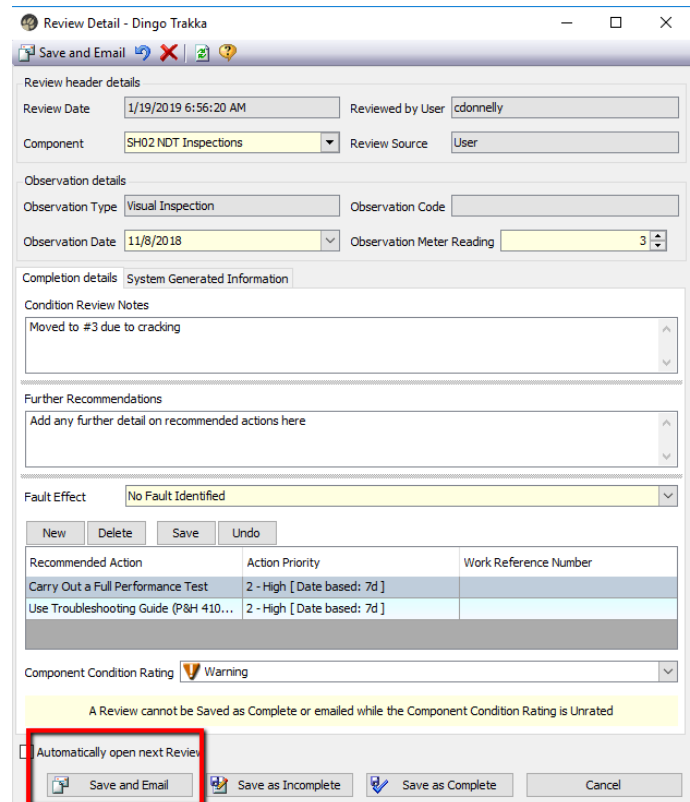 Review Detail - Dingo Trakka
Save and Email
Review header details
Review Date 1/19/2019 6:56:20 AM Reviewed by User cdonnelly
Component SH02 NDT Inspections Review Source User
Observation details
Observation Type Visual Inspection Observation Code
Observation Date 11/8/2018 Observation Meter Reading 3
Completion details System Generated Information
Condition Review Notes
Moved to #3 due to cracking
Further Recommendations
Add any further detail on recommended actions here
Fault Effect No Fault Identified
New Delete Save Undo
Recommended Action Action Priority Work Reference Number
Carry Out a Full Performance Test 2 - High [ Date based: 7d ]
Use Troubleshooting Guide (P&H 410... 2 - High [ Date based: 7d ]
Component Condition Rating Warning
A Review cannot be Saved as Complete or emailed while the Component Condition Rating is Unrated
Automatically open next Review
Save and Email Save as Incomplete Save as Complete Cancel